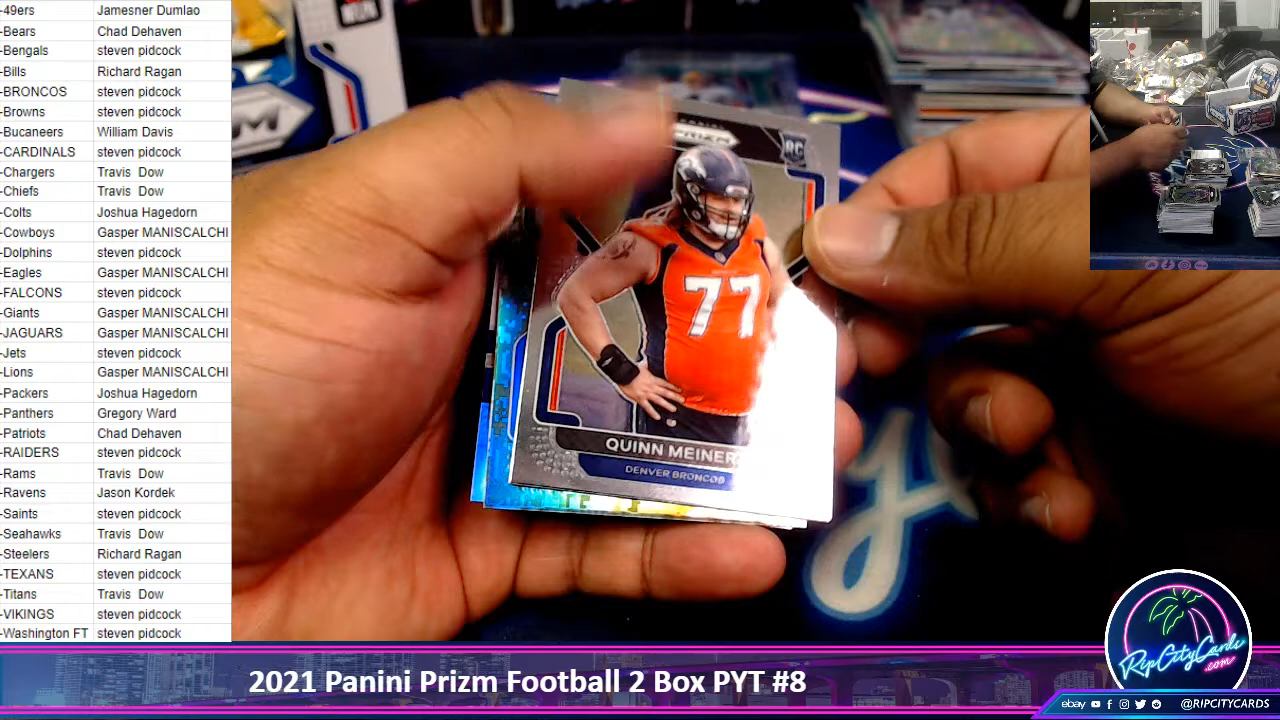 -49ers Jamesner Dumlao
-Bears Chad Dehaven
-Bengals steven pidcock
-Bills Richard Ragan
-BRONCOS steven pidcock
-Browns steven pidcock
-Bucaneers William Davis
-CARDINALS steven pidcock
-Chargers Travis Dow
-Chiefs Travis Dow
-Colts Joshua Hagedorn
-Cowboys Gasper MANISCALCHI
-Dolphins steven pidcock
-Eagles Gasper MANISCALCHI
-FALCONS steven pidcock
-Giants Gasper MANISCALCHI
-JAGUARS Gasper MANISCALCHI
-Jets steven pidcock
-Lions Gasper MANISCALCHI
-Packers Joshua Hagedorn
-Panthers Gregory Ward
-Patriots Chad Dehaven
-RAIDERS steven pidcock
-Rams Travis Dow
-Ravens Jason Kordek
-Saints steven pidcock
-Seahawks Travis Dow
-Steelers Richard Ragan
-TEXANS steven pidcock
-Titans Travis Dow
-VIKINGS steven pidcock
-Washington FT steven pidcock
RC
77
QUINN MEINER
DENVER BRONCOS
RipCityCards
.com
2021 Panini Prizm Football 2 Box PYT #8
ebay @RIPCITYCARDS